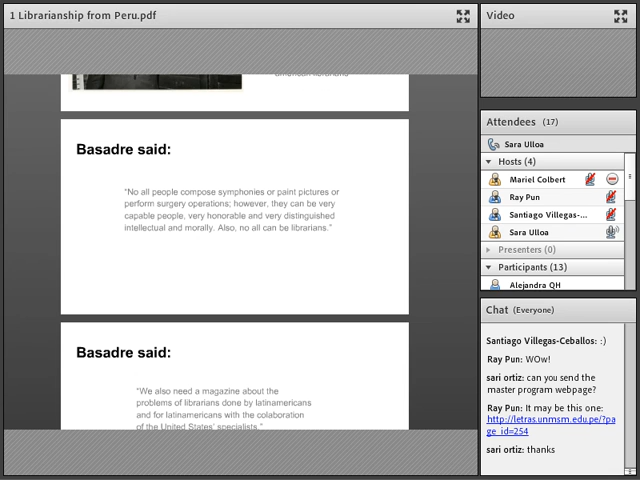 1 Librarianship from Peru.pdf
american librarians
Basadre said:
“No all people compose symphonies or paint pictures or
perform surgery operations; however, they can be very
capable people, very honorable and very distinguished
intellectual and morally. Also, no all can be librarians.”
Basadre said:
“We also need a magazine about the
problems of librarians done by latinamericans
and for latinamericans with the colaboration
of the United States’ specialists.”
Video
Attendees (17)
Sara Ulloa
Hosts (4)
Mariel Colbert
Ray Pun
Santiago Villegas-...
Sara Ulloa
Presenters (0)
Participants (13)
Alejandra QH
Chat (Everyone)
Santiago Villegas-Ceballos: :)
Ray Pun: WOw!
sari ortiz: can you send the
master program webpage?
Ray Pun: It may be this one:
http://letras.unmsm.edu.pe/?pa
ge_id=254
sari ortiz: thanks